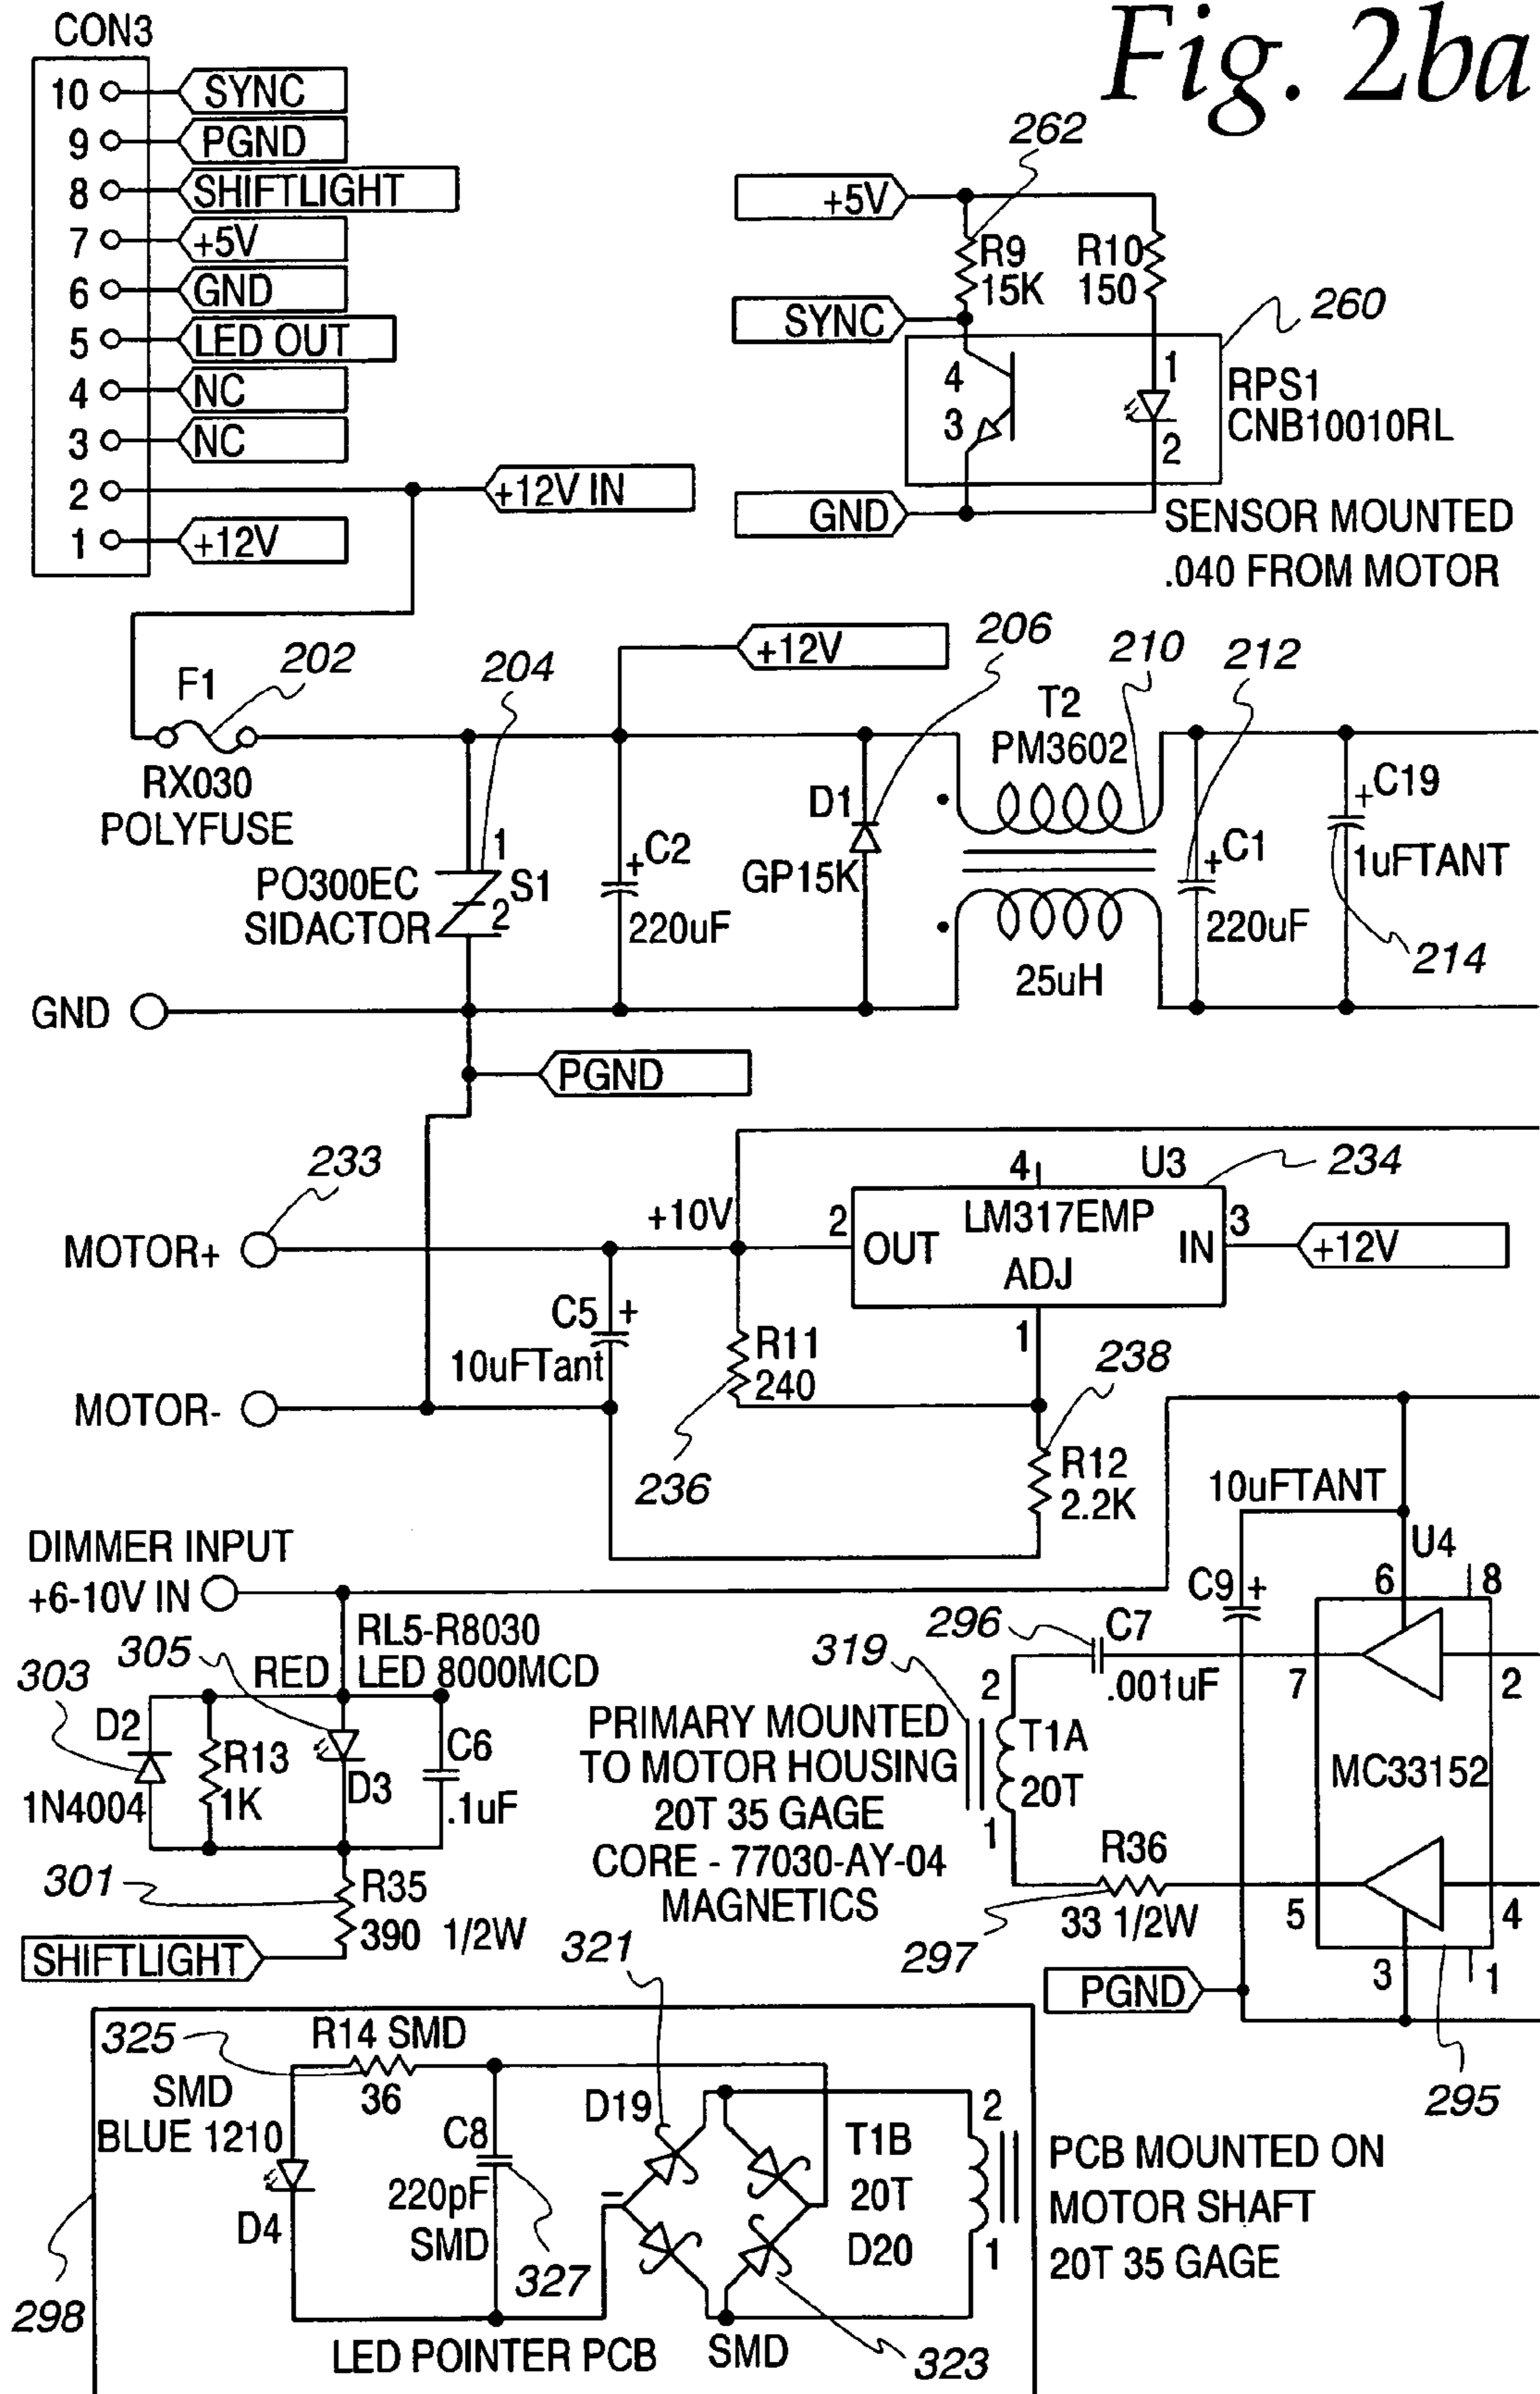 Fig. 2ba
CON3
10 SYNC
9 PGND
8 SHIFTLIGHT
7 +5V
6 GND
5 LED OUT
4 NC
3 NC
2 +12V IN
1 +12V
262
+5V
R9
15K
R10
150
SYNC
260
4
3
1
2
RPS1
CNB10010RL
GND
SENSOR MOUNTED
.040 FROM MOTOR
F1
202
RX030
POLYFUSE
204
1
PO300EC
S1
SIDACTOR
2
+12V
+C2
220uF
206
D1
GP15K
T2
PM3602
210
212
25uH
+C1
220uF
+C19
1uFTANT
214
GND
PGND
233
MOTOR+
+10V
4
U3
234
2
LM317EMP
3
OUT
IN
ADJ
+12V
1
C5 +
10uFTant
R11
240
236
238
R12
2.2K
MOTOR-
DIMMER INPUT
+6-10V IN
RL5-R8030
RED LED 8000MCD
305
303
D2
1N4004
R13
1K
D3
C6
.1uF
301
R35
390 1/2W
SHIFTLIGHT
10uFTANT
U4
C9 +
6
8
296
C7
.001uF
319
2
7
2
PRIMARY MOUNTED
TO MOTOR HOUSING
20T 35 GAGE
CORE - 77030-AY-04
MAGNETICS
T1A
20T
1
MC33152
R36
33 1/2W
297
5
4
PGND
3
1
295
321
325
R14 SMD
36
SMD
BLUE 1210
D4
C8
220pF
SMD
327
D19
–
T1B
20T
D20
2
1
PCB MOUNTED ON
MOTOR SHAFT
20T 35 GAGE
298
LED POINTER PCB
SMD
323